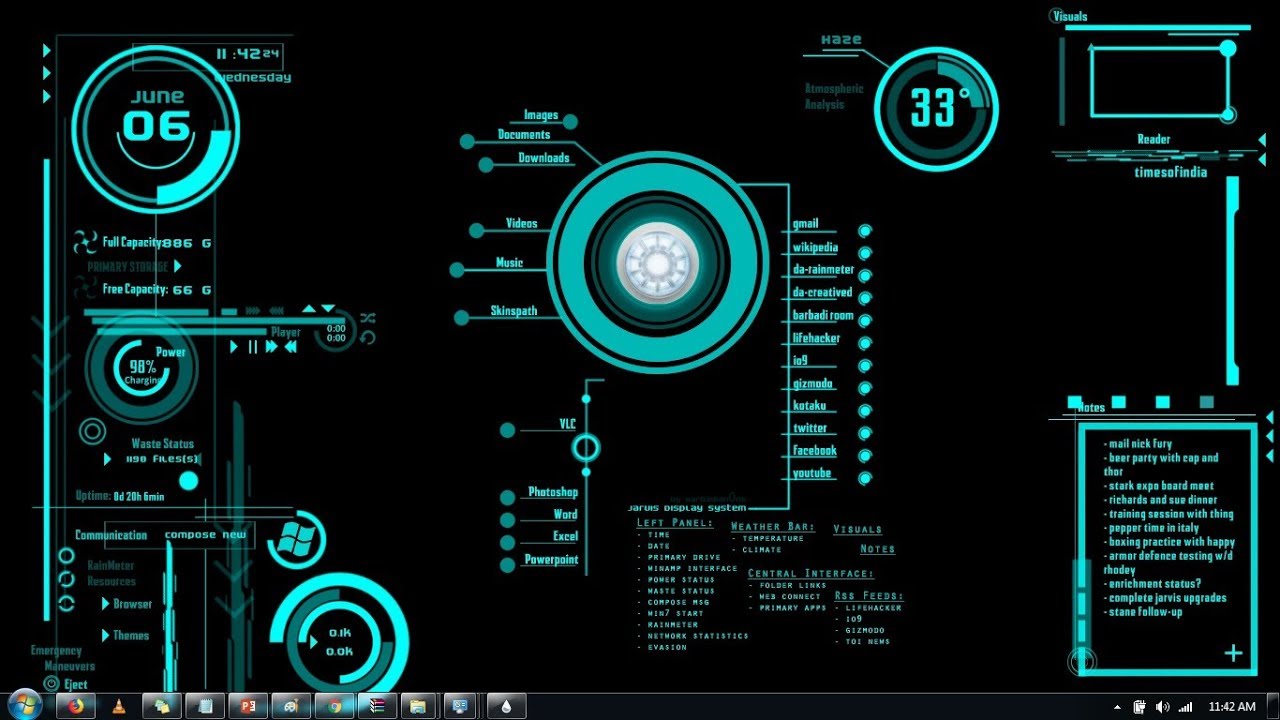 11:42 24
wednesday
June
06
Full Capacity:886 G
PRIMARY STORAGE
Free Capacity: 66 G
Player
0:00
0:00
Power
98%
Charging
Waste Status
1190 Files(s)
Uptime: 0d 20h 6min
Communication
compose new
RainMeter
Resources
Browser
Themes
Emergency
Maneuvers
Eject
0.1k
0.0k
Images
Documents
Downloads
Videos
Music
Skinspath
VLC
Photoshop
Word
Excel
Powerpoint
Haze
Atmospheric
Analysis
33°
gmail
wikipedia
da-rainmeter
da-creatived
barbadi room
lifehacker
io9
gizmodo
kotaku
twitter
Facebook
youtube
Jarvis Display System
Left Panel:
- Time
- Date
- Primary Drive
- Winamp Interface
- Power Status
- Waste Status
- Compose Msg
- Win7 Start
- Rainmeter
- Network Statistics
- Evasion
Weather Bar:
- Temperature
- Climate
Central Interface:
- Folder Links
- Web Connect
- Primary Apps
Visuals
Notes
Rss Feeds:
- Lifehacker
- io9
- Gizmodo
- Toi News
Visuals
Reader
timesofindia
Notes
- mail nick fury
- beer party with cap and
thor
- stark expo board meet
- richards and sue dinner
- training session with thing
- pepper time in italy
- boxing practice with happy
- armor defence testing w/d
rhodey
- enrichment status?
- complete jarvis upgrades
- stane follow-up
11:42 AM